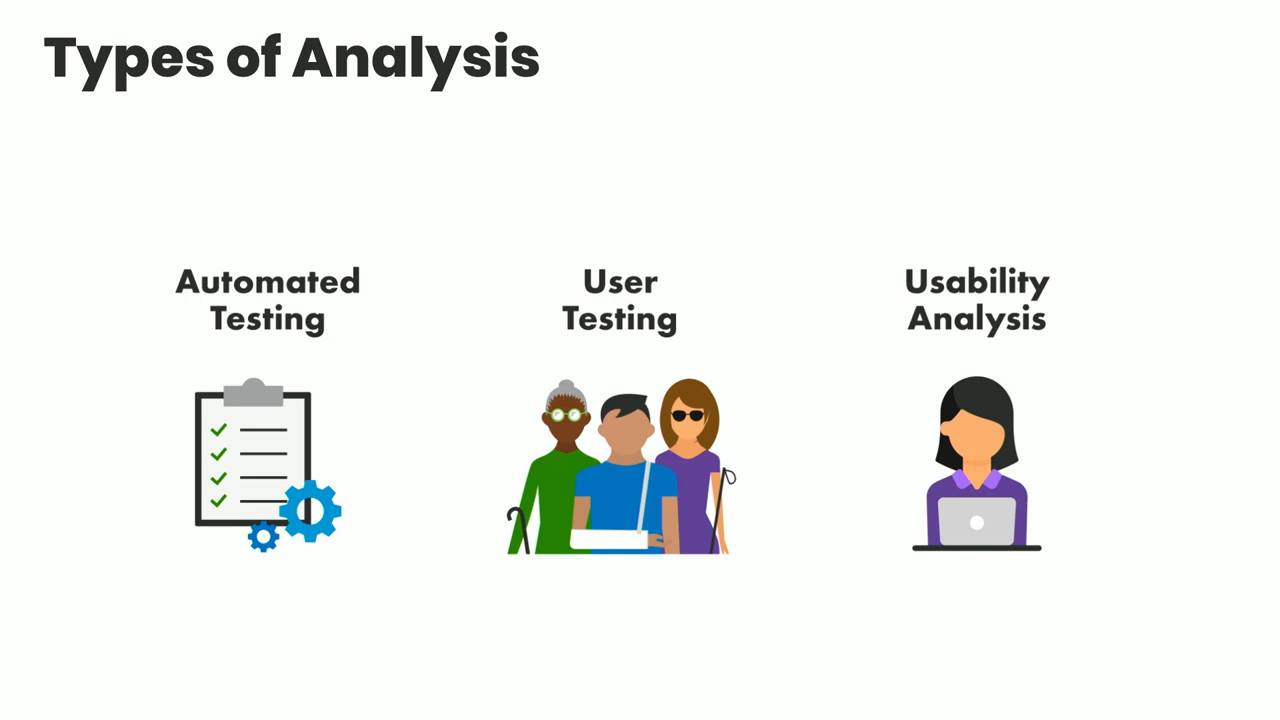 Types of Analysis
Automated
Testing
User
Testing
Usability
Analysis